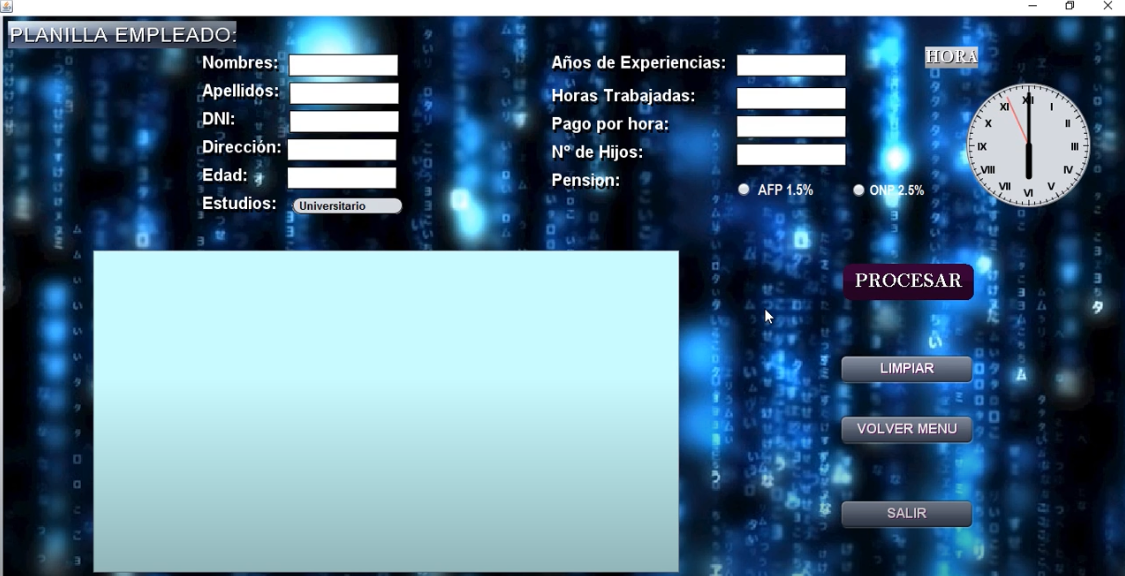 PLANILLA EMPLEADO:
Nombres:
Apellidos:
DNI:
Dirección:
Edad:
Estudios: Universitario
Años de Experiencias:
Horas Trabajadas:
Pago por hora:
N° de Hijos:
Pension: AFP 1.5% ONP 2.5%
HORA
XII
I
II
III
IV
V
VI
VII
VIII
IX
X
XI
PROCESAR
LIMPIAR
VOLVER MENU
SALIR